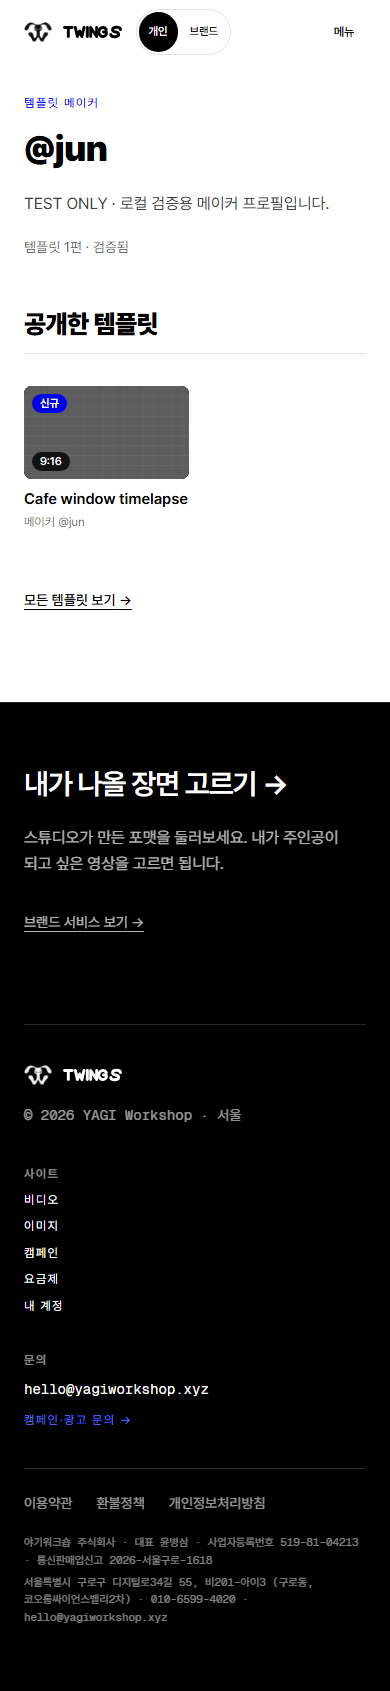 TWINGS 개인 브랜드 메뉴
템플릿 메이커
@jun
TEST ONLY · 로컬 검증용 메이커 프로필입니다.
템플릿 1편 · 검증됨
공개한 템플릿
신규
9:16
Cafe window timelapse
메이커 @jun
모든 템플릿 보기 →
내가 나올 장면 고르기 →
스튜디오가 만든 포맷을 둘러보세요. 내가 주인공이
되고 싶은 영상을 고르면 됩니다.
브랜드 서비스 보기 →
TWINGS
© 2026 YAGI Workshop · 서울
사이트
비디오
이미지
캠페인
요금제
내 계정
문의
hello@yagiworkshop.xyz
캠페인·광고 문의 →
이용약관 환불정책 개인정보처리방침
야기워크숍 주식회사 · 대표 윤병삼 · 사업자등록번호 519-81-04213
· 통신판매업신고 2026-서울구로-1618
서울특별시 구로구 디지털로34길 55, 비201-아이3 (구로동,
코오롱싸이언스밸리2차) · 010-6599-4020 ·
hello@yagiworkshop.xyz